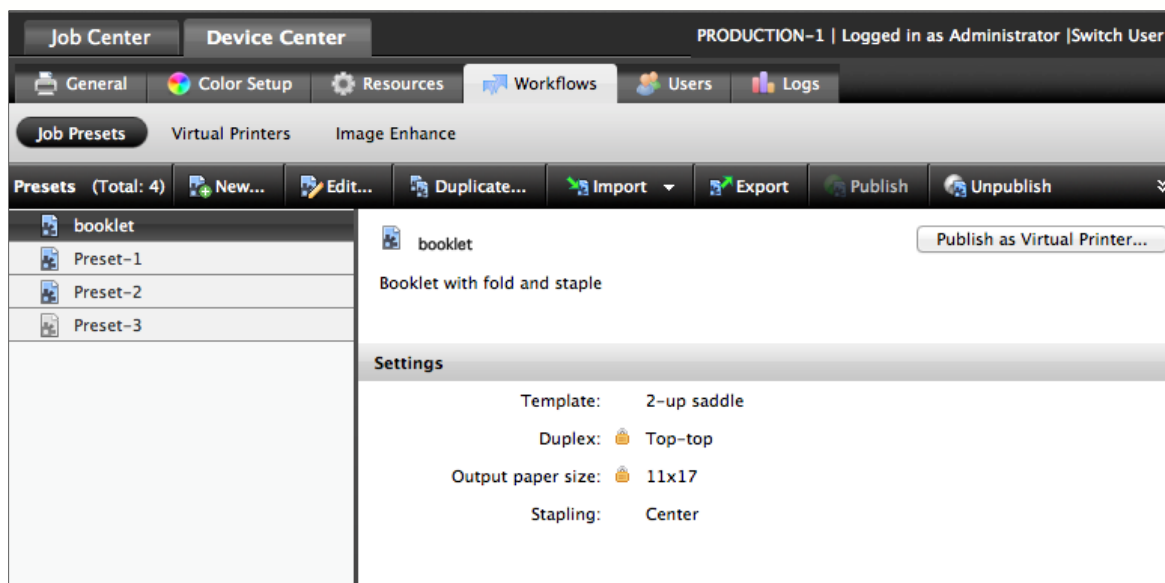 Job Center Device Center PRODUCTION-1 | Logged in as Administrator |Switch User
General Color Setup Resources Workflows Users Logs
Job Presets Virtual Printers Image Enhance
Presets (Total: 4) New... Edit... Duplicate... Import Export Publish Unpublish
booklet
Preset-1
Preset-2
Preset-3
booklet Publish as Virtual Printer...
Booklet with fold and staple
Settings
Template: 2-up saddle
Duplex: Top-top
Output paper size: 11x17
Stapling: Center